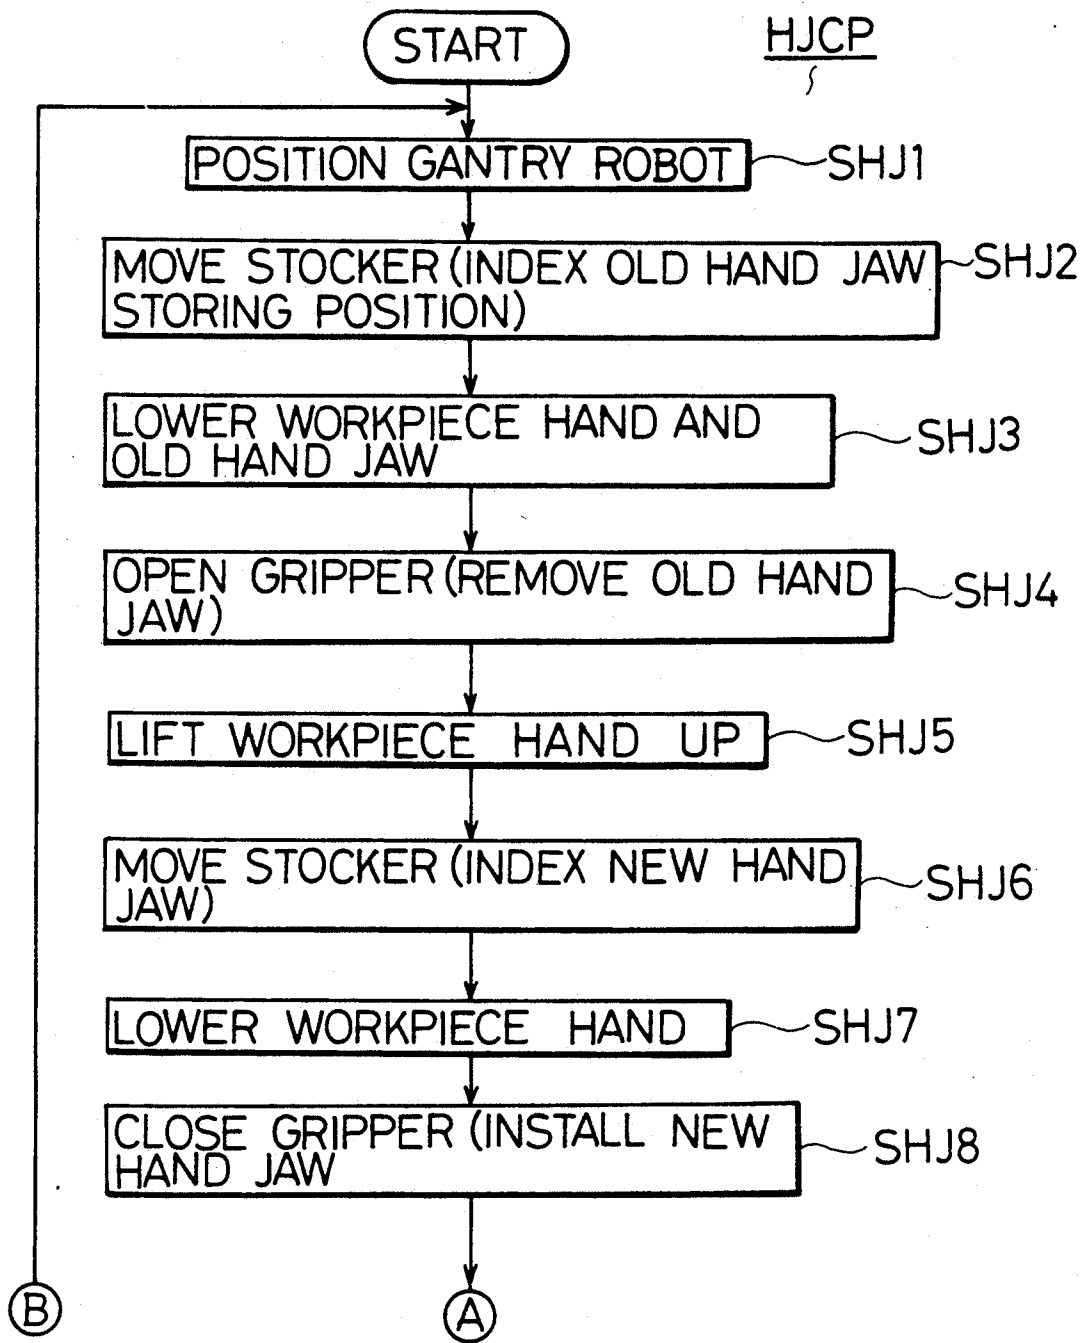 START
HJCP
POSITION GANTRY ROBOT
SHJ1
MOVE STOCKER (INDEX OLD HAND JAW
STORING POSITION)
SHJ2
LOWER WORKPIECE HAND AND
OLD HAND JAW
SHJ3
OPEN GRIPPER (REMOVE OLD HAND
JAW)
SHJ4
LIFT WORKPIECE HAND UP
SHJ5
MOVE STOCKER (INDEX NEW HAND
JAW)
SHJ6
LOWER WORKPIECE HAND
SHJ7
CLOSE GRIPPER (INSTALL NEW
HAND JAW
SHJ8
B
A